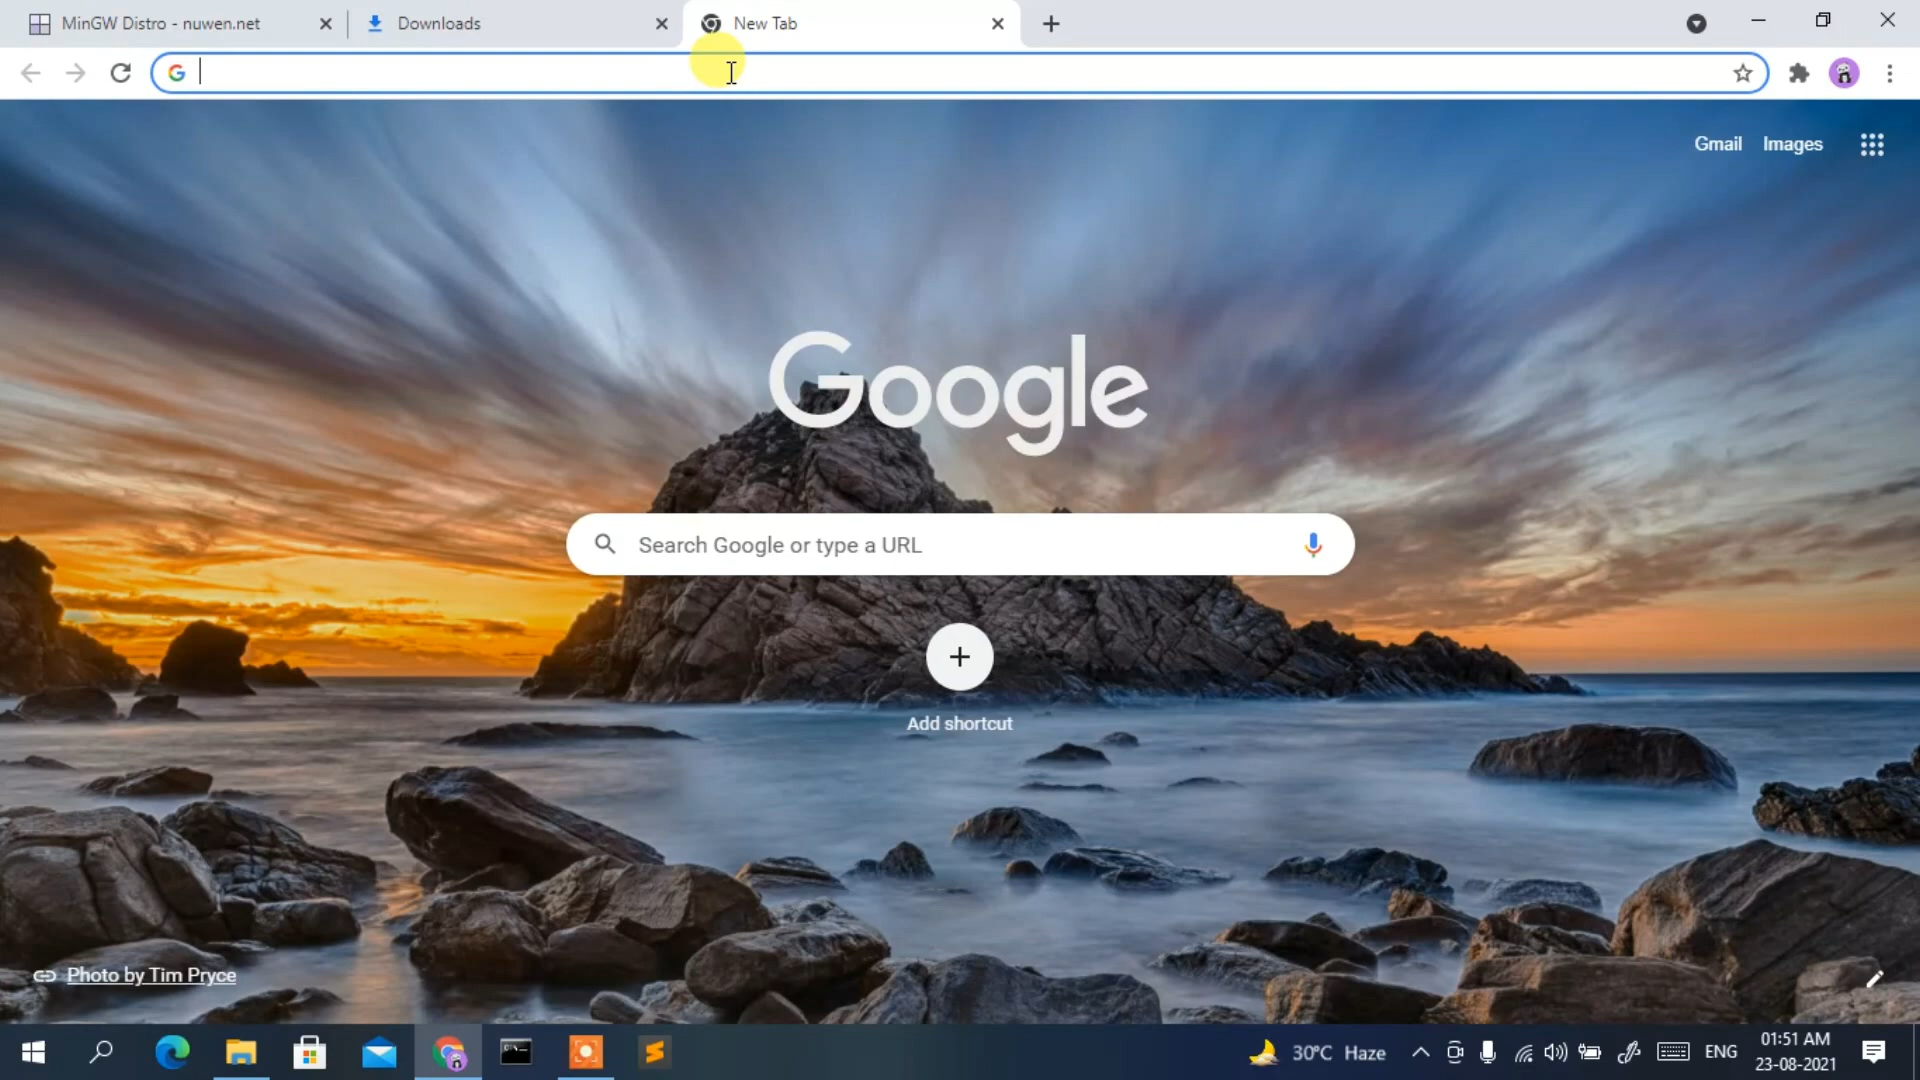 MinGW Distro - nuwen.net
Downloads
New Tab
Gmail Images
Google
Search Google or type a URL
Add shortcut
Photo by Tim Pryce
30°C Haze
ENG
01:51 AM
23-08-2021